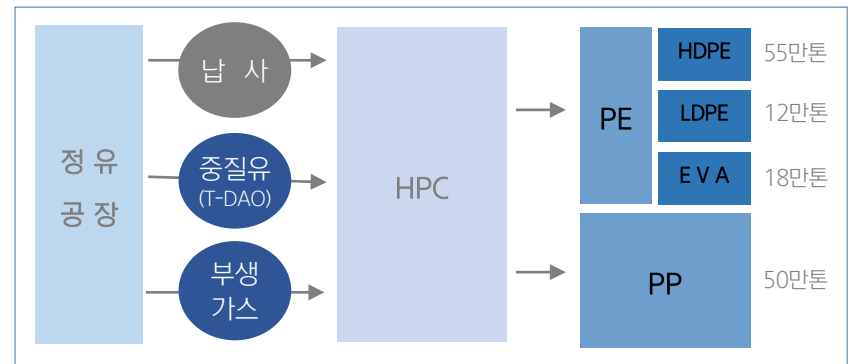 정 유
공 장
납 사
중질유
(T-DAO)
부생
가스
HPC
PE
HDPE
55만톤
LDPE
12만톤
E V A
18만톤
PP
50만톤